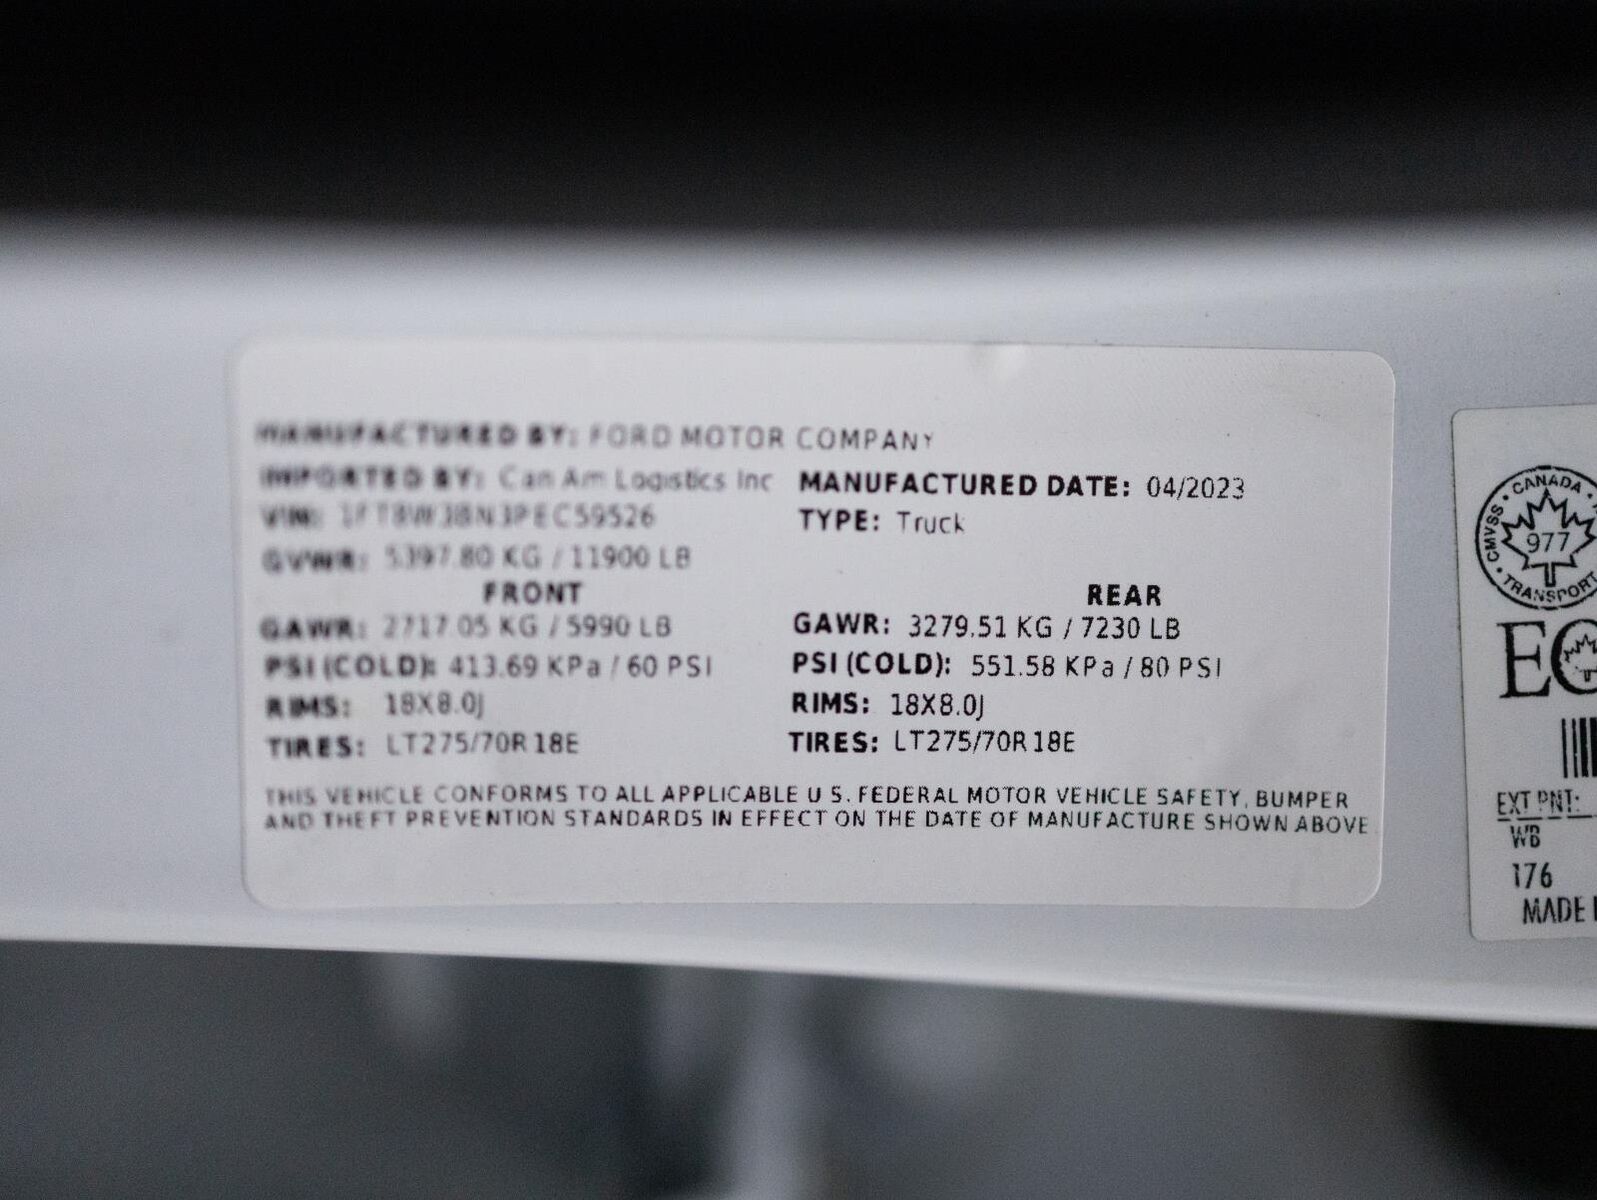 MANUFACTURED BY: FORD MOTOR COMPANY
IMPORTED BY: Can Am Logistics Inc MANUFACTURED DATE: 04/2023
VIN: 1FT8W3BN3PEC59526 TYPE: Truck
GVWR: 5397.80 KG / 11900 LB
FRONT REAR
GAWR: 2717.05 KG / 5990 LB GAWR: 3279.51 KG / 7230 LB
PSI (COLD): 413.69 KPa / 60 PSI PSI (COLD): 551.58 KPa / 80 PSI
RIMS: 18X8.0J RIMS: 18X8.0J
TIRES: LT275/70R18E TIRES: LT275/70R18E
THIS VEHICLE CONFORMS TO ALL APPLICABLE U S. FEDERAL MOTOR VEHICLE SAFETY, BUMPER
AND THEFT PREVENTION STANDARDS IN EFFECT ON THE DATE OF MANUFACTURE SHOWN ABOVE
CANADA
CMVSS
977
TRANSPORT
EXT PNT:
WB
176
MADE